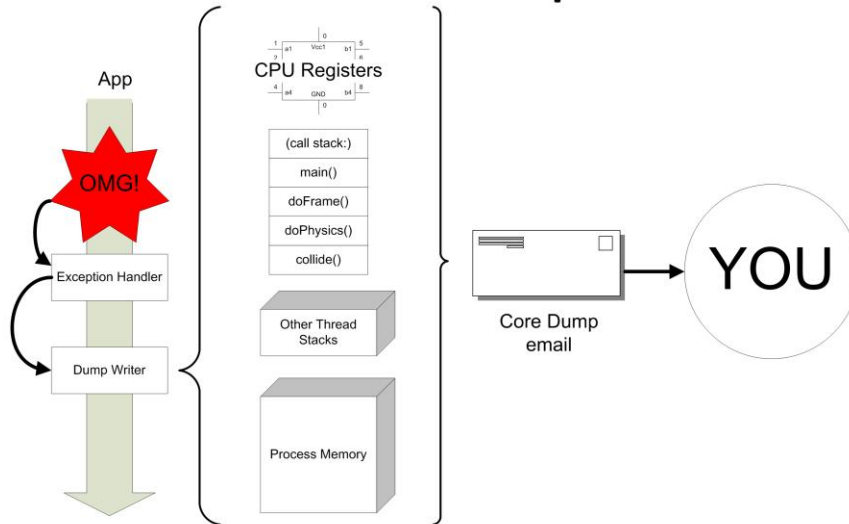 App
OMG!
Exception Handler
Dump Writer
0
1
a1
Vcc1
b1
5
2
6
CPU Registers
4
a4
GND
b4
8
0
(call stack:)
main()
doFrame()
doPhysics()
collide()
Other Thread
Stacks
Process Memory
Core Dump
email
YOU